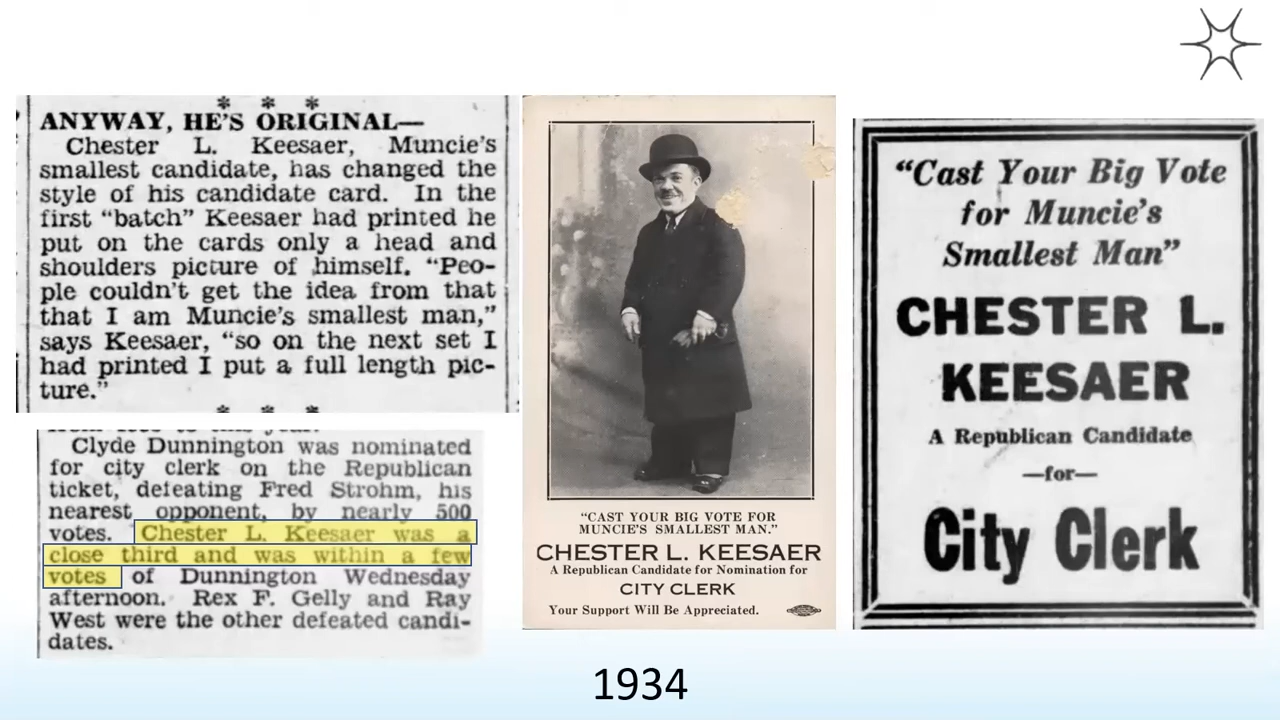 ANYWAY, HE'S ORIGINAL—
Chester L. Keesaer, Muncie's
smallest candidate, has changed the
style of his candidate card. In the
first "batch" Keesaer had printed he
put on the cards only a head and
shoulders picture of himself. "Peo-
ple couldn't get the idea from that
that I am Muncie's smallest man,"
says Keesaer, "so on the next set I
had printed I put a full length pic-
ture."
Clyde Dunnington was nominated
for city clerk on the Republican
ticket, defeating Fred Strohm, his
nearest opponent, by nearly 500
votes. Chester L. Keesaer was a
close third and was within a few
votes of Dunnington Wednesday
afternoon. Rex F. Gelly and Ray
West were the other defeated candi-
dates.
"CAST YOUR BIG VOTE FOR
MUNCIE'S SMALLEST MAN."
CHESTER L. KEESAER
A Republican Candidate for Nomination for
CITY CLERK
Your Support Will Be Appreciated.
"Cast Your Big Vote
for Muncie's
Smallest Man"
CHESTER L.
KEESAER
A Republican Candidate
—for—
City Clerk
1934